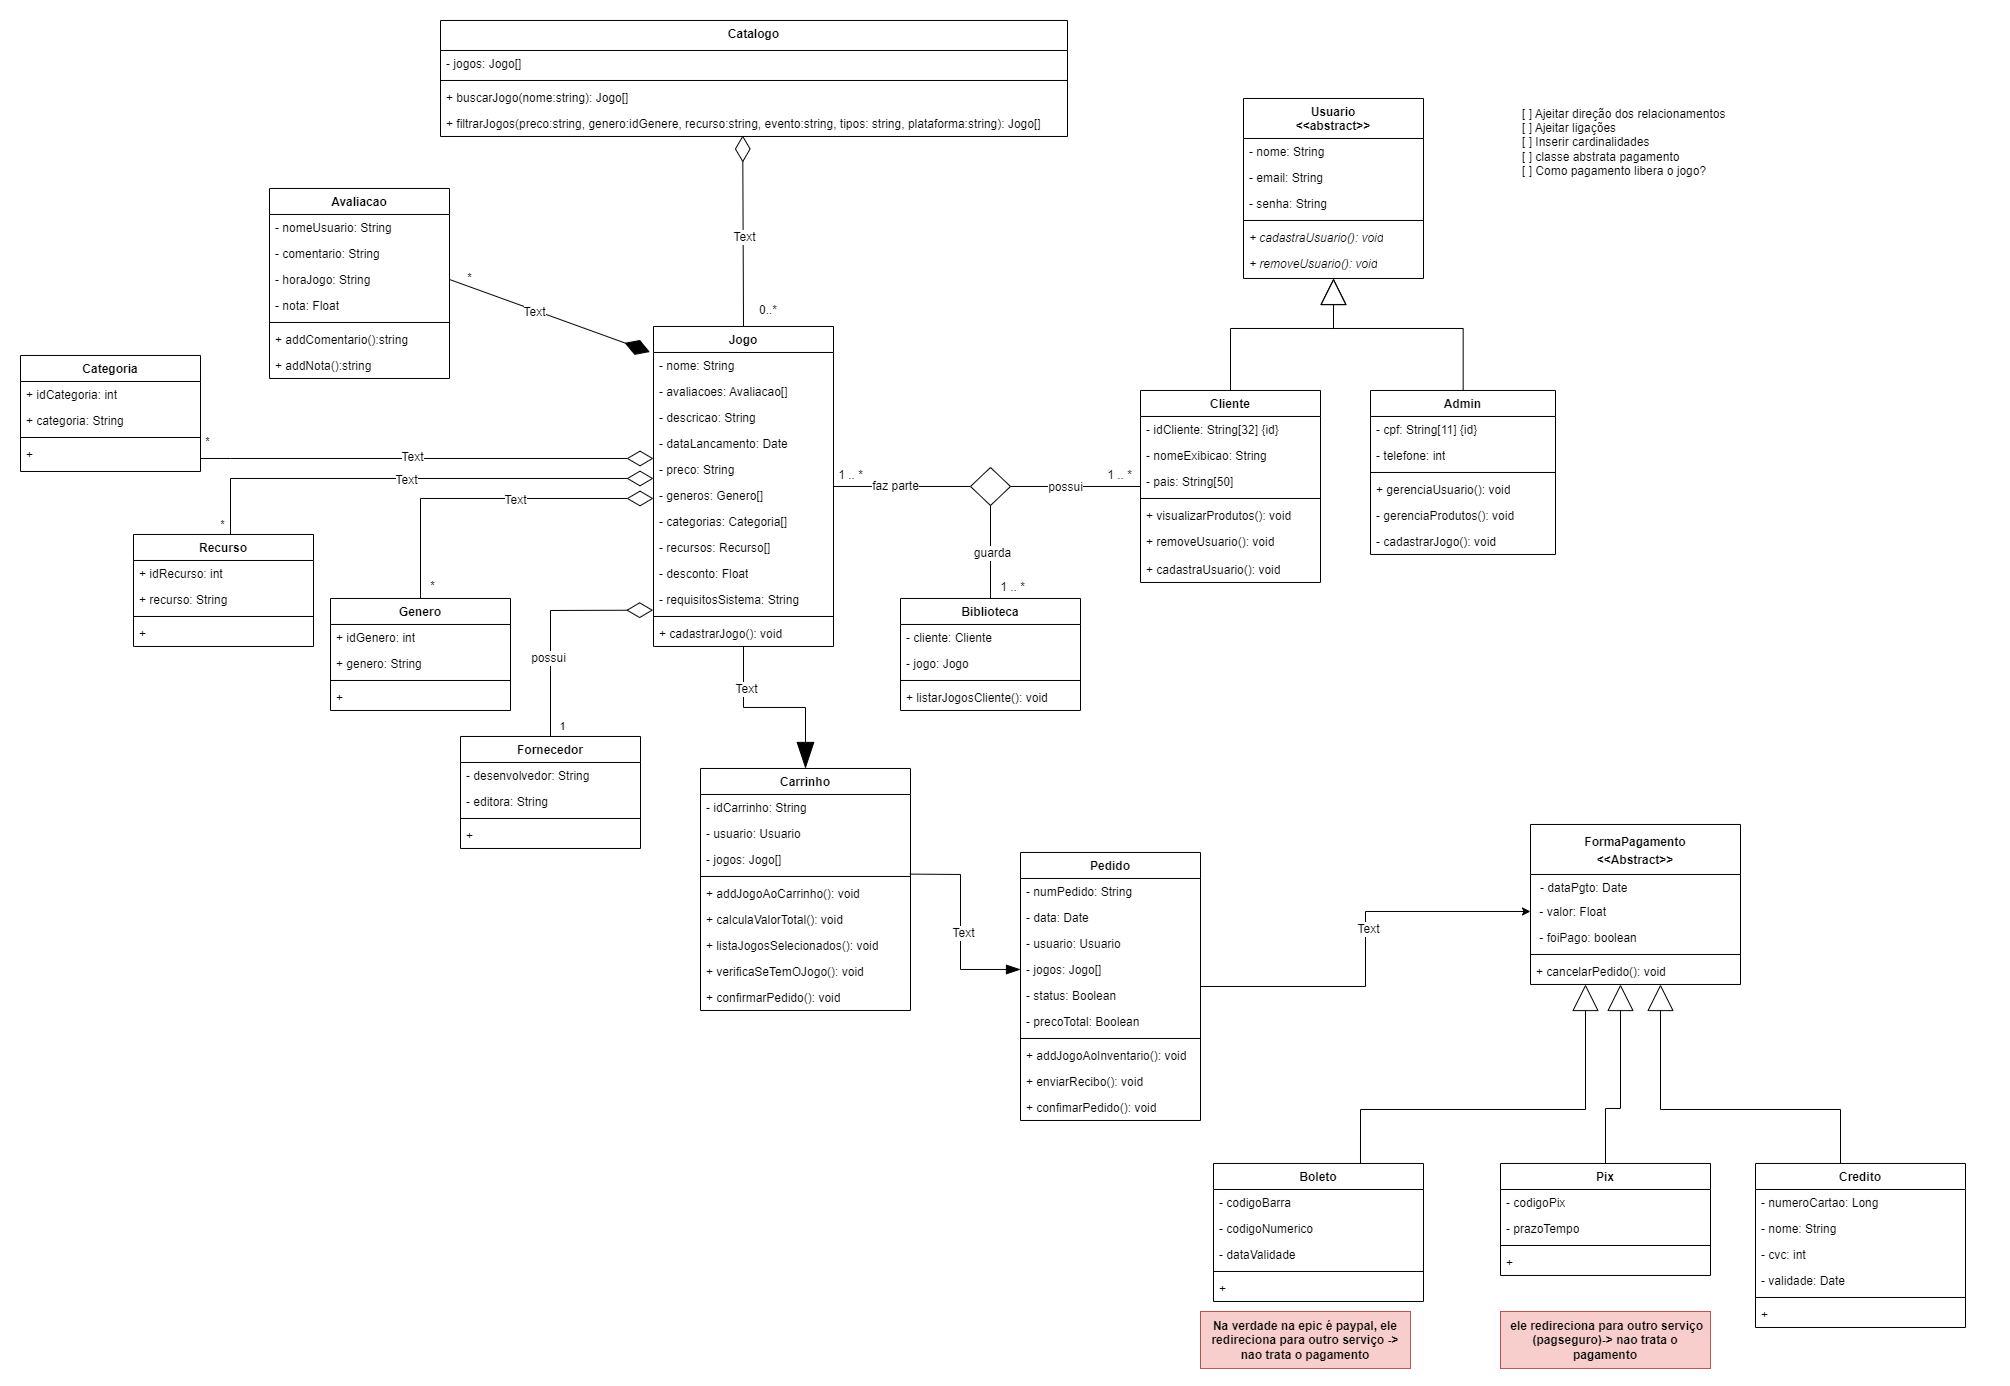 Catalogo
- jogos: Jogo[]
+ buscarJogo(nome:string): Jogo[]
+ filtrarJogos(preco:string, genero:idGenere, recurso:string, evento:string, tipos: string, plataforma:string): Jogo[]
Text
0..*
Usuario
<<abstract>>
- nome: String
- email: String
- senha: String
+ cadastraUsuario(): void
+ removeUsuario(): void
[ ] Ajeitar direção dos relacionamentos
[ ] Ajeitar ligações
[ ] Inserir cardinalidades
[ ] classe abstrata pagamento
[ ] Como pagamento libera o jogo?
Avaliacao
- nomeUsuario: String
- comentario: String
- horaJogo: String
- nota: Float
+ addComentario():string
+ addNota():string
*
Text
Categoria
+ idCategoria: int
+ categoria: String
+
*
Text
Text
Text
*
Recurso
+ idRecurso: int
+ recurso: String
+
*
Genero
+ idGenero: int
+ genero: String
+
possui
1
Fornecedor
- desenvolvedor: String
- editora: String
+
Jogo
- nome: String
- avaliacoes: Avaliacao[]
- descricao: String
- dataLancamento: Date
- preco: String
- generos: Genero[]
- categorias: Categoria[]
- recursos: Recurso[]
- desconto: Float
- requisitosSistema: String
+ cadastrarJogo(): void
1 .. *
faz parte
possui
1 .. *
guarda
1 .. *
Biblioteca
- cliente: Cliente
- jogo: Jogo
+ listarJogosCliente(): void
Cliente
- idCliente: String[32] {id}
- nomeExibicao: String
- pais: String[50]
+ visualizarProdutos(): void
+ removeUsuario(): void
+ cadastraUsuario(): void
Admin
- cpf: String[11] {id}
- telefone: int
+ gerenciaUsuario(): void
- gerenciaProdutos(): void
- cadastrarJogo(): void
Text
Carrinho
- idCarrinho: String
- usuario: Usuario
- jogos: Jogo[]
+ addJogoAoCarrinho(): void
+ calculaValorTotal(): void
+ listaJogosSelecionados(): void
+ verificaSeTemOJogo(): void
+ confirmarPedido(): void
Text
Pedido
- numPedido: String
- data: Date
- usuario: Usuario
- jogos: Jogo[]
- status: Boolean
- precoTotal: Boolean
+ addJogoAoInventario(): void
+ enviarRecibo(): void
+ confimarPedido(): void
Text
FormaPagamento
<<Abstract>>
- dataPgto: Date
- valor: Float
- foiPago: boolean
+ cancelarPedido(): void
Boleto
- codigoBarra
- codigoNumerico
- dataValidade
+
Pix
- codigoPix
- prazoTempo
+
Credito
- numeroCartao: Long
- nome: String
- cvc: int
- validade: Date
+
Na verdade na epic é paypal, ele
redireciona para outro serviço ->
nao trata o pagamento
ele redireciona para outro serviço
(pagseguro)-> nao trata o
pagamento